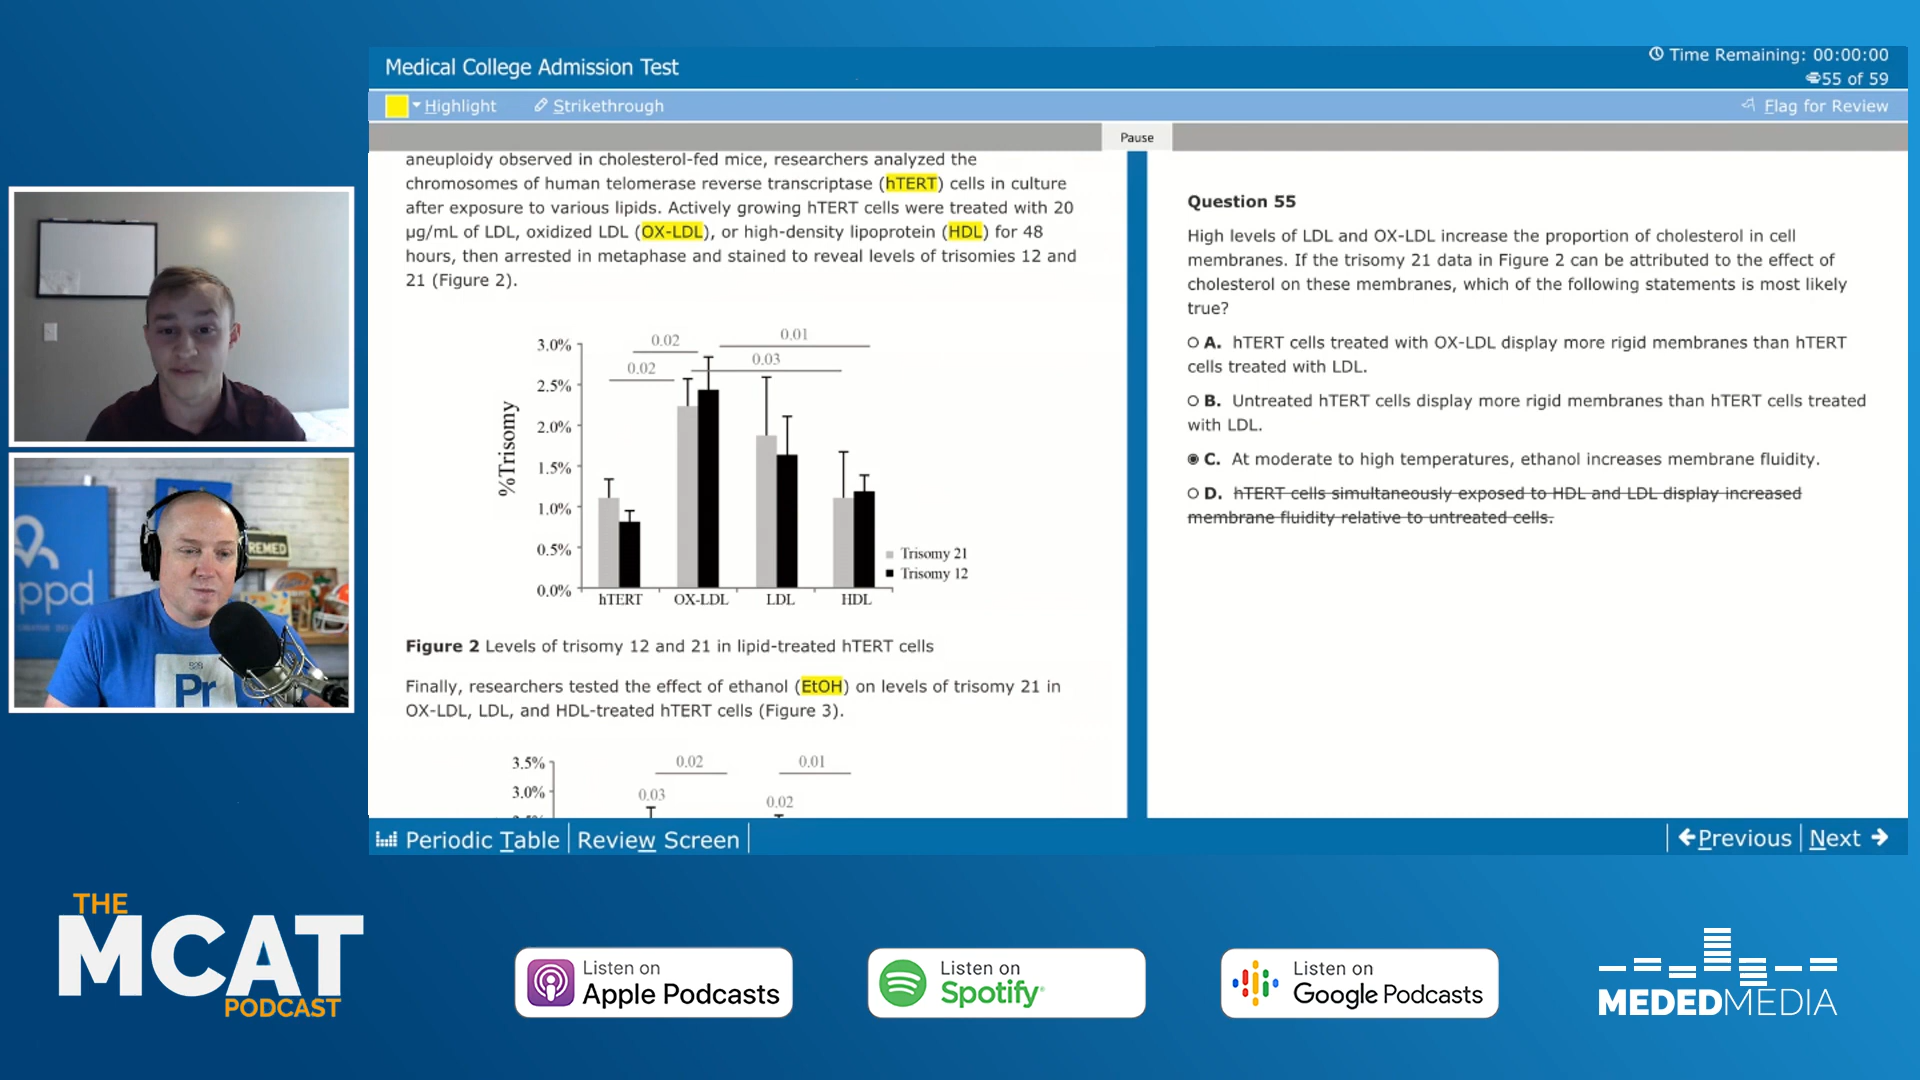 Medical College Admission Test
Time Remaining: 00:00:00
55 of 59
Highlight
Strikethrough
Flag for Review
Pause
aneuploidy observed in cholesterol-fed mice, researchers analyzed the
chromosomes of human telomerase reverse transcriptase (hTERT) cells in culture
after exposure to various lipids. Actively growing hTERT cells were treated with 20
µg/mL of LDL, oxidized LDL (OX-LDL), or high-density lipoprotein (HDL) for 48
hours, then arrested in metaphase and stained to reveal levels of trisomies 12 and
21 (Figure 2).
%Trisomy
3.0%
2.5%
2.0%
1.5%
1.0%
0.5%
0.0%
0.02
0.01
0.03
0.02
Trisomy 21
Trisomy 12
hTERT OX-LDL LDL HDL
Figure 2 Levels of trisomy 12 and 21 in lipid-treated hTERT cells
Finally, researchers tested the effect of ethanol (EtOH) on levels of trisomy 21 in
OX-LDL, LDL, and HDL-treated hTERT cells (Figure 3).
3.5%
3.0%
0.02
0.01
0.03
0.02
Question 55
High levels of LDL and OX-LDL increase the proportion of cholesterol in cell
membranes. If the trisomy 21 data in Figure 2 can be attributed to the effect of
cholesterol on these membranes, which of the following statements is most likely
true?
A. hTERT cells treated with OX-LDL display more rigid membranes than hTERT
cells treated with LDL.
B. Untreated hTERT cells display more rigid membranes than hTERT cells treated
with LDL.
C. At moderate to high temperatures, ethanol increases membrane fluidity.
D. hTERT cells simultaneously exposed to HDL and LDL display increased
membrane fluidity relative to untreated cells.
Periodic Table
Review Screen
Previous
Next
ppd
REMED
Pr
THE
MCAT
PODCAST
Listen on
Apple Podcasts
Listen on
Spotify
Listen on
Google Podcasts
MEDEDMEDIA